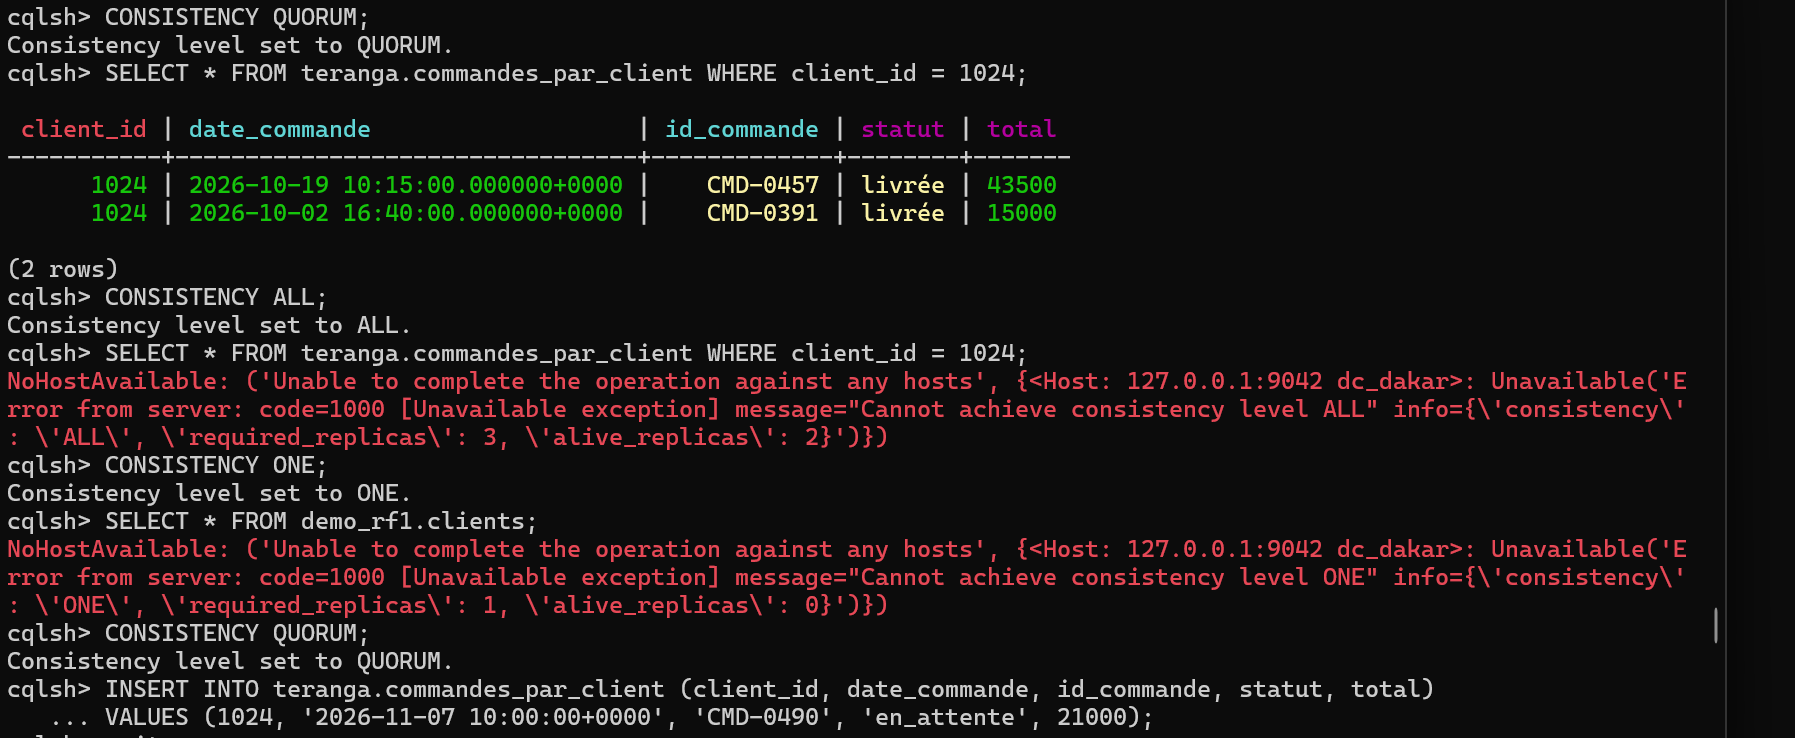 cqlsh> CONSISTENCY QUORUM;
Consistency level set to QUORUM.
cqlsh> SELECT * FROM teranga.commandes_par_client WHERE client_id = 1024;
 client_id | date_commande                   | id_commande | statut | total
-----------+---------------------------------+-------------+--------+-------
      1024 | 2026-10-19 10:15:00.000000+0000 |    CMD-0457 | livrée | 43500
      1024 | 2026-10-02 16:40:00.000000+0000 |    CMD-0391 | livrée | 15000
(2 rows)
cqlsh> CONSISTENCY ALL;
Consistency level set to ALL.
cqlsh> SELECT * FROM teranga.commandes_par_client WHERE client_id = 1024;
NoHostAvailable: ('Unable to complete the operation against any hosts', {<Host: 127.0.0.1:9042 dc_dakar>: Unavailable('E
rror from server: code=1000 [Unavailable exception] message="Cannot achieve consistency level ALL" info={\'consistency\'
: \'ALL\', \'required_replicas\': 3, \'alive_replicas\': 2}')})
cqlsh> CONSISTENCY ONE;
Consistency level set to ONE.
cqlsh> SELECT * FROM demo_rf1.clients;
NoHostAvailable: ('Unable to complete the operation against any hosts', {<Host: 127.0.0.1:9042 dc_dakar>: Unavailable('E
rror from server: code=1000 [Unavailable exception] message="Cannot achieve consistency level ONE" info={\'consistency\'
: \'ONE\', \'required_replicas\': 1, \'alive_replicas\': 0}')})
cqlsh> CONSISTENCY QUORUM;
Consistency level set to QUORUM.
cqlsh> INSERT INTO teranga.commandes_par_client (client_id, date_commande, id_commande, statut, total)
   ... VALUES (1024, '2026-11-07 10:00:00+0000', 'CMD-0490', 'en_attente', 21000);